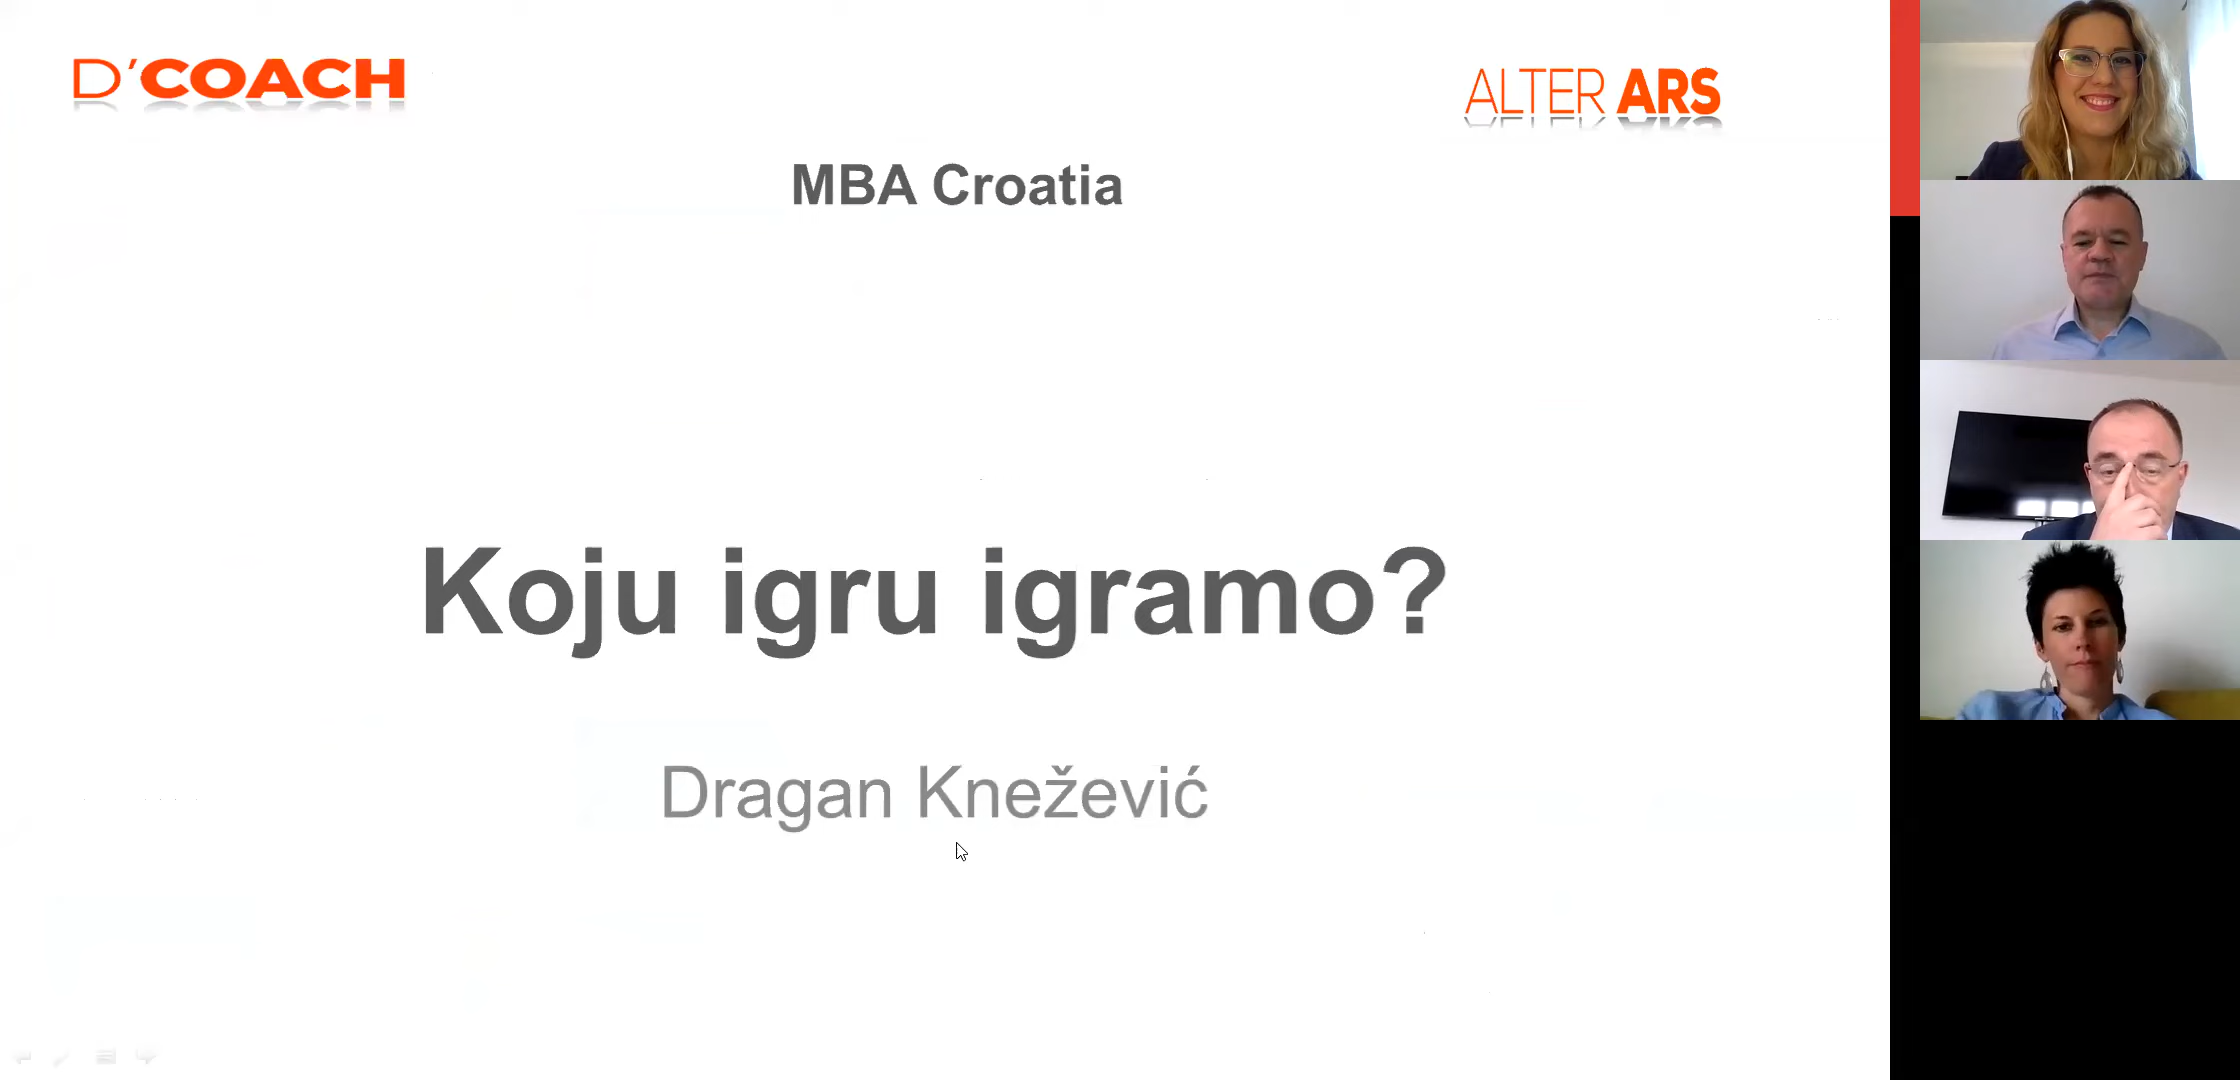 D'COACH
ALTER ARS
MBA Croatia
Koju igru igramo?
Dragan Knežević